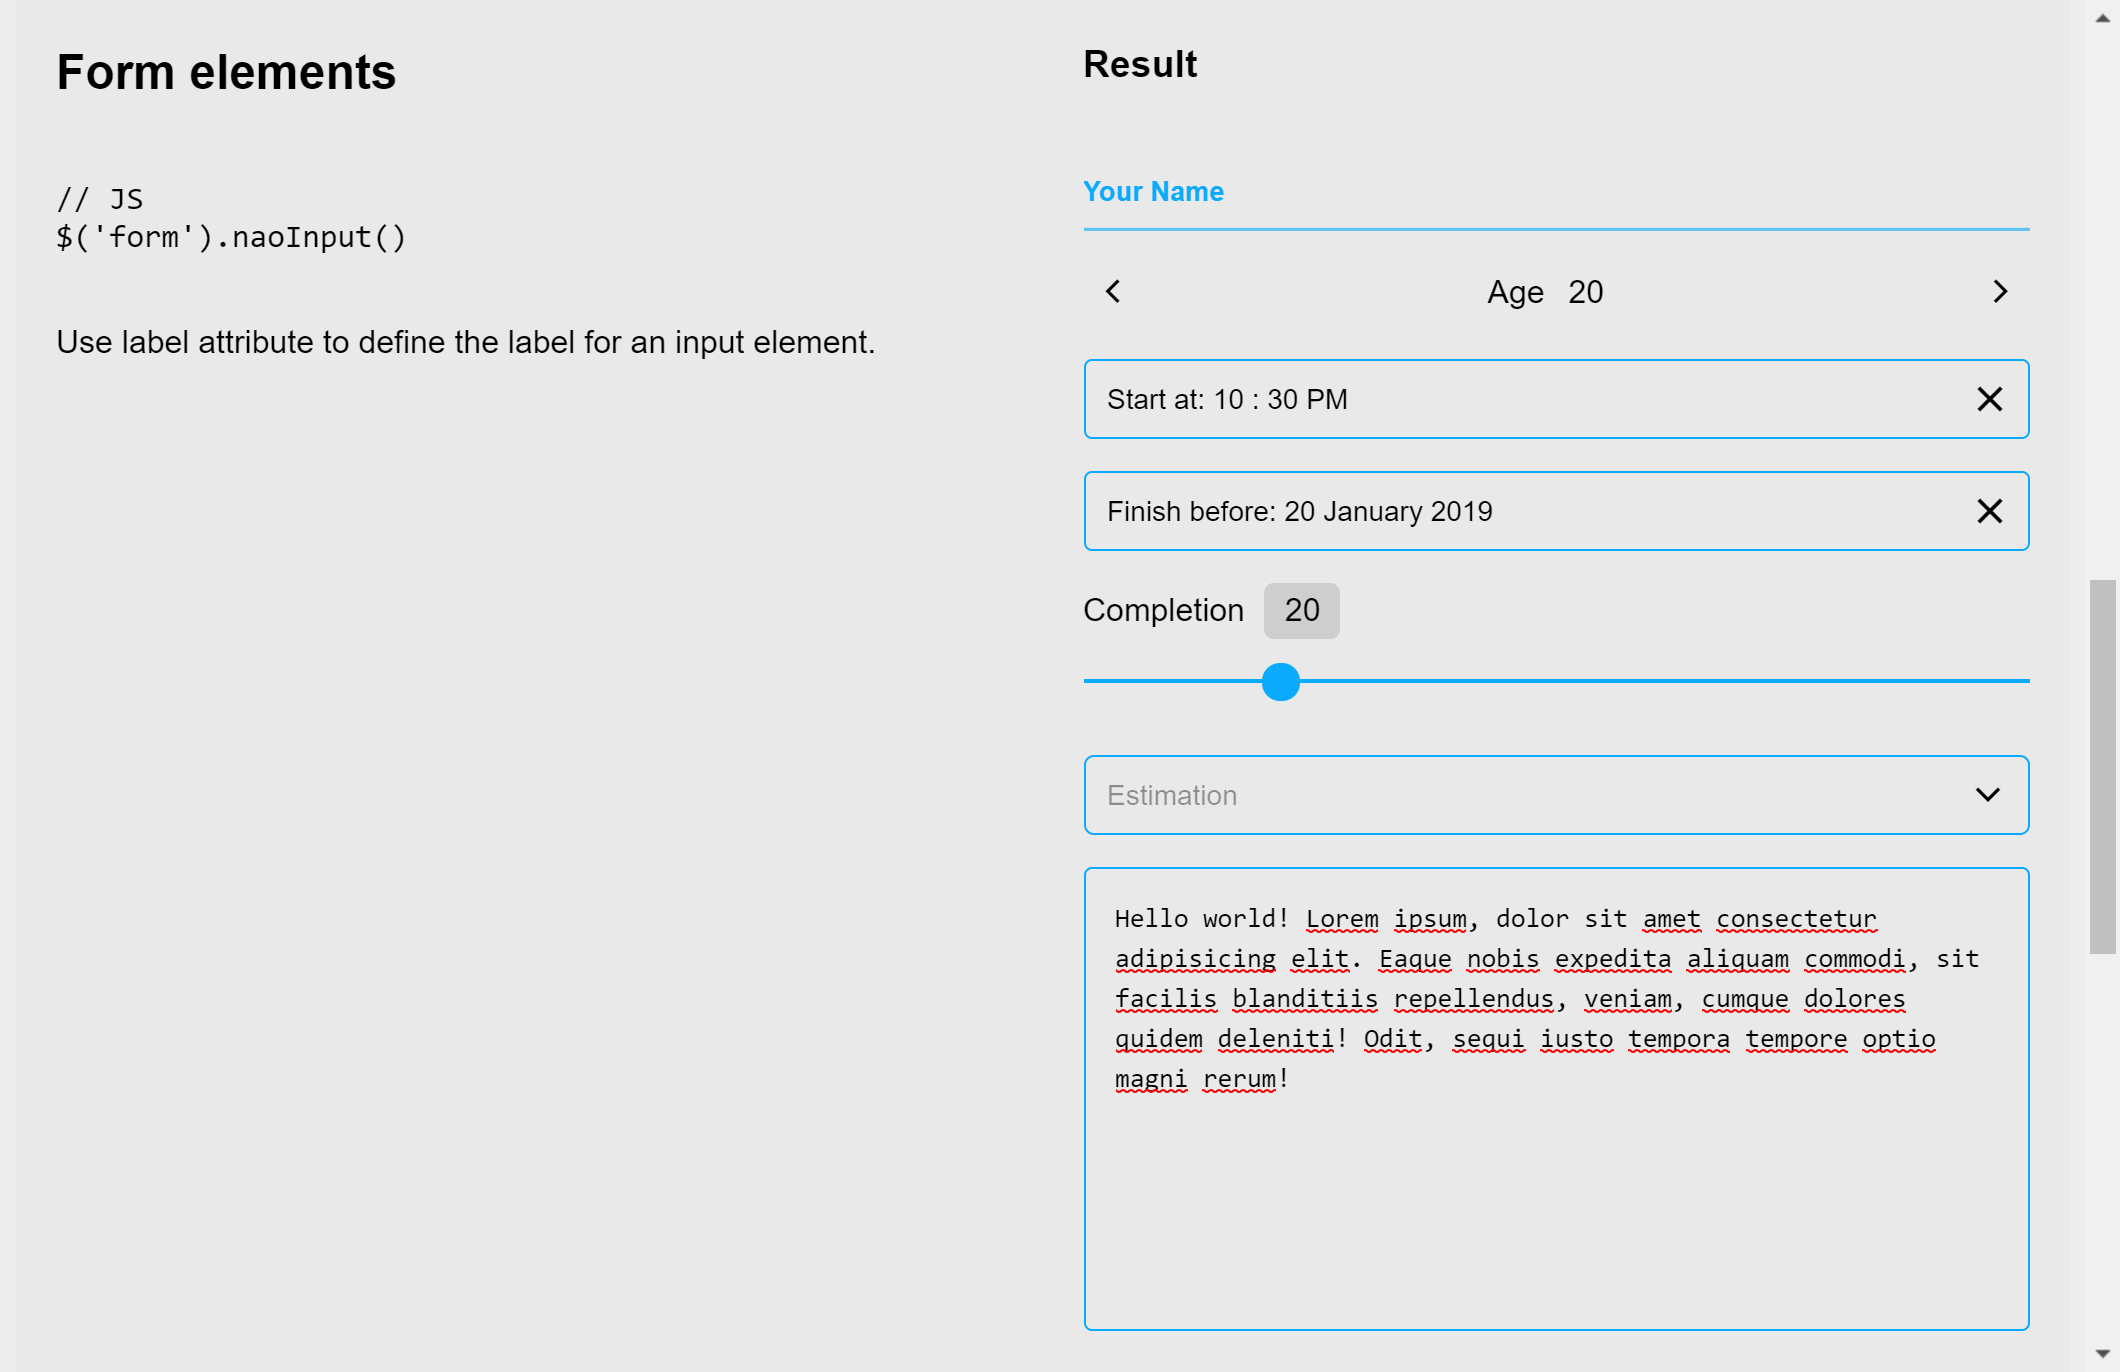 Form elements
// JS
$('form').naoInput()
Use label attribute to define the label for an input element.
Result
Your Name
Age 20
Start at: 10 : 30 PM
Finish before: 20 January 2019
Completion 20
Estimation
Hello world! Lorem ipsum, dolor sit amet consectetur
adipisicing elit. Eaque nobis expedita aliquam commodi, sit
facilis blanditiis repellendus, veniam, cumque dolores
quidem deleniti! Odit, sequi iusto tempora tempore optio
magni rerum!